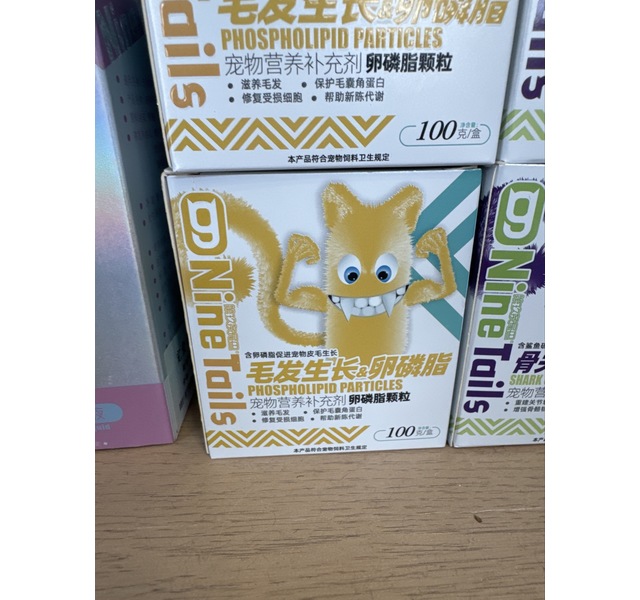 Tails
毛发生长&卵磷脂
PHOSPHOLIPID PARTICLES
宠物营养补充剂 卵磷脂颗粒
• 滋养毛发 • 保护毛囊角蛋白
• 修复受损细胞 • 帮助新陈代谢
净含量:
100克/盒
本产品符合宠物饲料卫生规定
Nine Tails
含卵磷脂促进宠物皮毛生长
毛发生长&卵磷脂
PHOSPHOLIPID PARTICLES
宠物营养补充剂 卵磷脂颗粒
• 滋养毛发 • 保护毛囊角蛋白
• 修复受损细胞 • 帮助新陈代谢
100克/盒
本产品符合宠物饲料卫生规定
Nine Tails
含鲨鱼
SHARK
宠物营